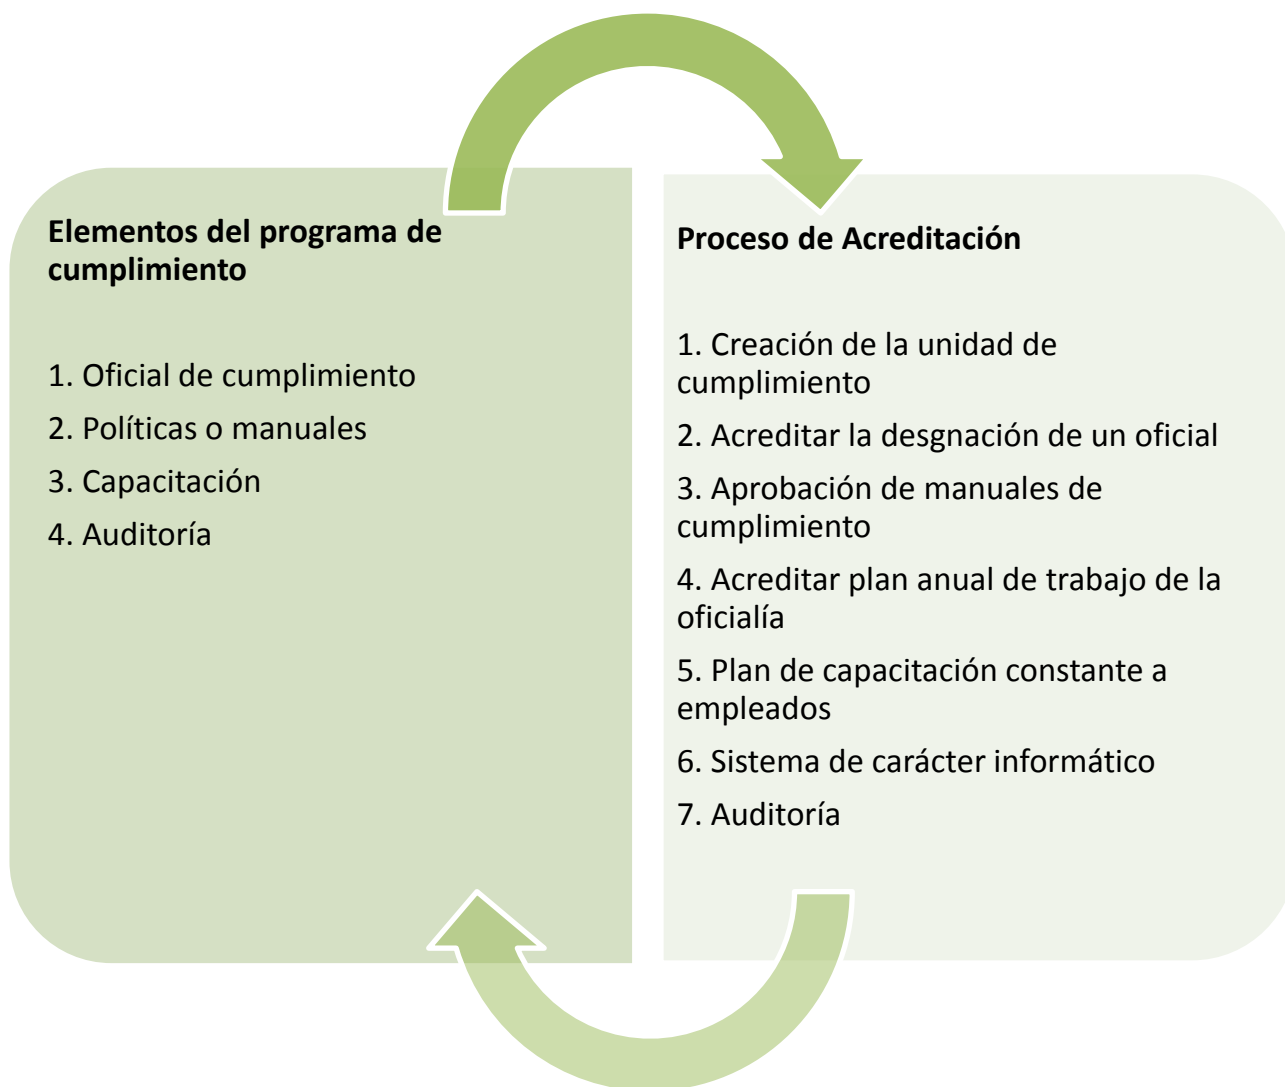 Elementos del programa de
cumplimiento
1. Oficial de cumplimiento
2. Políticas o manuales
3. Capacitación
4. Auditoría
Proceso de Acreditación
1. Creación de la unidad de
cumplimiento
2. Acreditar la desgnación de un oficial
3. Aprobación de manuales de
cumplimiento
4. Acreditar plan anual de trabajo de la
oficialía
5. Plan de capacitación constante a
empleados
6. Sistema de carácter informático
7. Auditoría